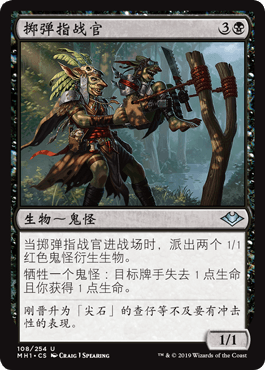 掷弹指战官 3
生物～鬼怪
当掷弹指战官进战场时，派出两个 1/1
红色鬼怪衍生生物。
牺牲一个鬼怪：目标牌手失去 1 点生命
且你获得 1 点生命。
刚晋升为「尖石」的查仔等不及要有冲击
性的表现。
1/1
108/254 U
MH1 • CS CRAIG J SPEARING
™ & © 2019 Wizards of the Coast